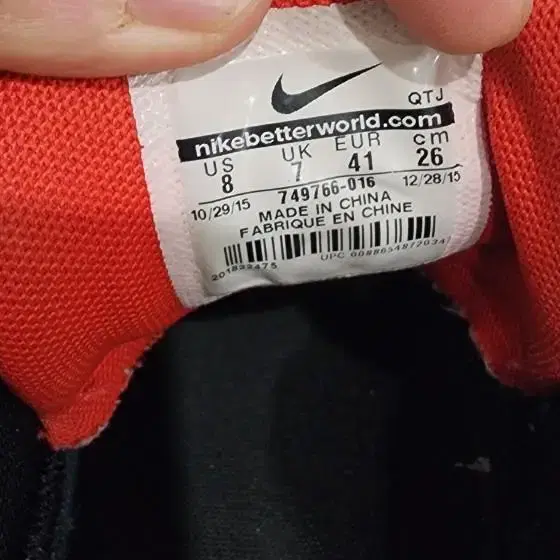 QTJ
nikebetterworld.com
US UK EUR cm
8 7 41 26
749766-016
10/29/15 12/28/15
MADE IN CHINA
FABRIQUE EN CHINE
UPC